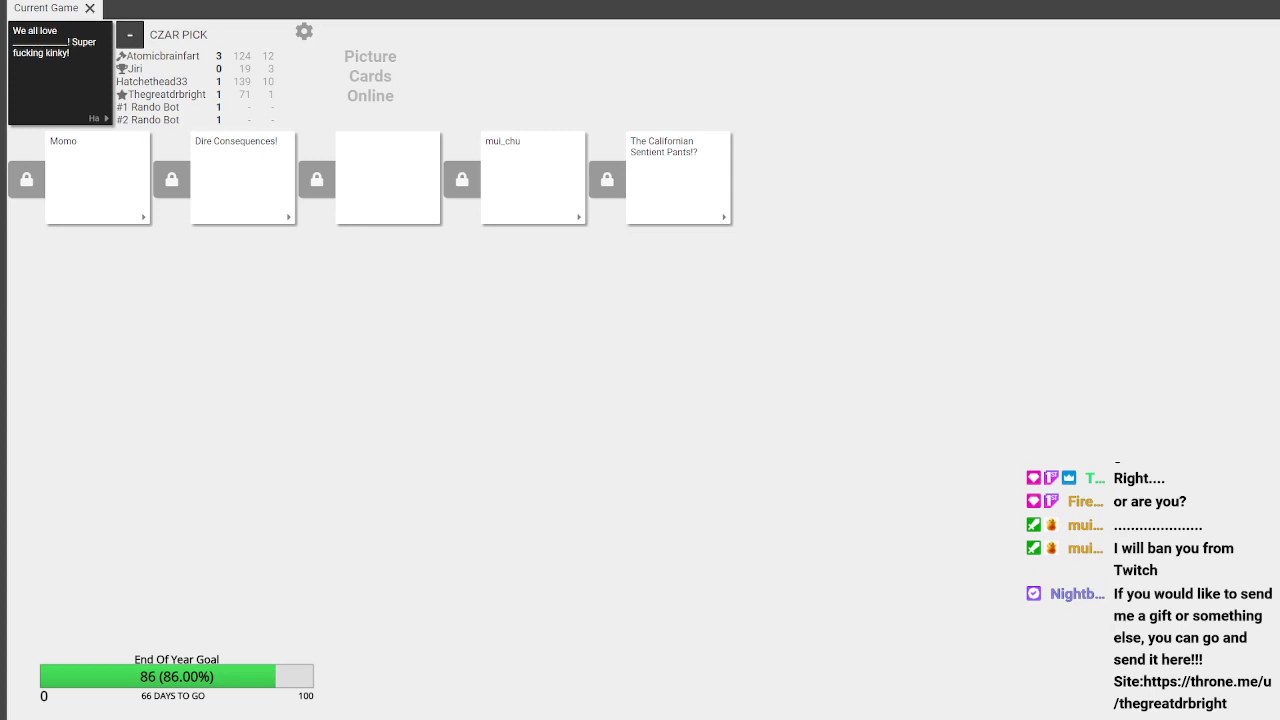 Current Game
We all love
________! Super
fucking kinky!
Ha
-
CZAR PICK
Atomicbrainfart 3 124 12
Jiri 0 19 3
Hatchethead33 1 139 10
Thegreatdrbright 1 71 1
#1 Rando Bot 1 - -
#2 Rando Bot 1 - -
Picture
Cards
Online
Momo
Dire Consequences!
mui_chu
The Californian
Sentient Pants!?
T... Right....
Fire... or are you?
mui... .....................
mui... I will ban you from
Twitch
Nightb... If you would like to send
me a gift or something
else, you can go and
send it here!!!
Site:https://throne.me/u
/thegreatdrbright
End Of Year Goal
86 (86.00%)
0 66 DAYS TO GO 100